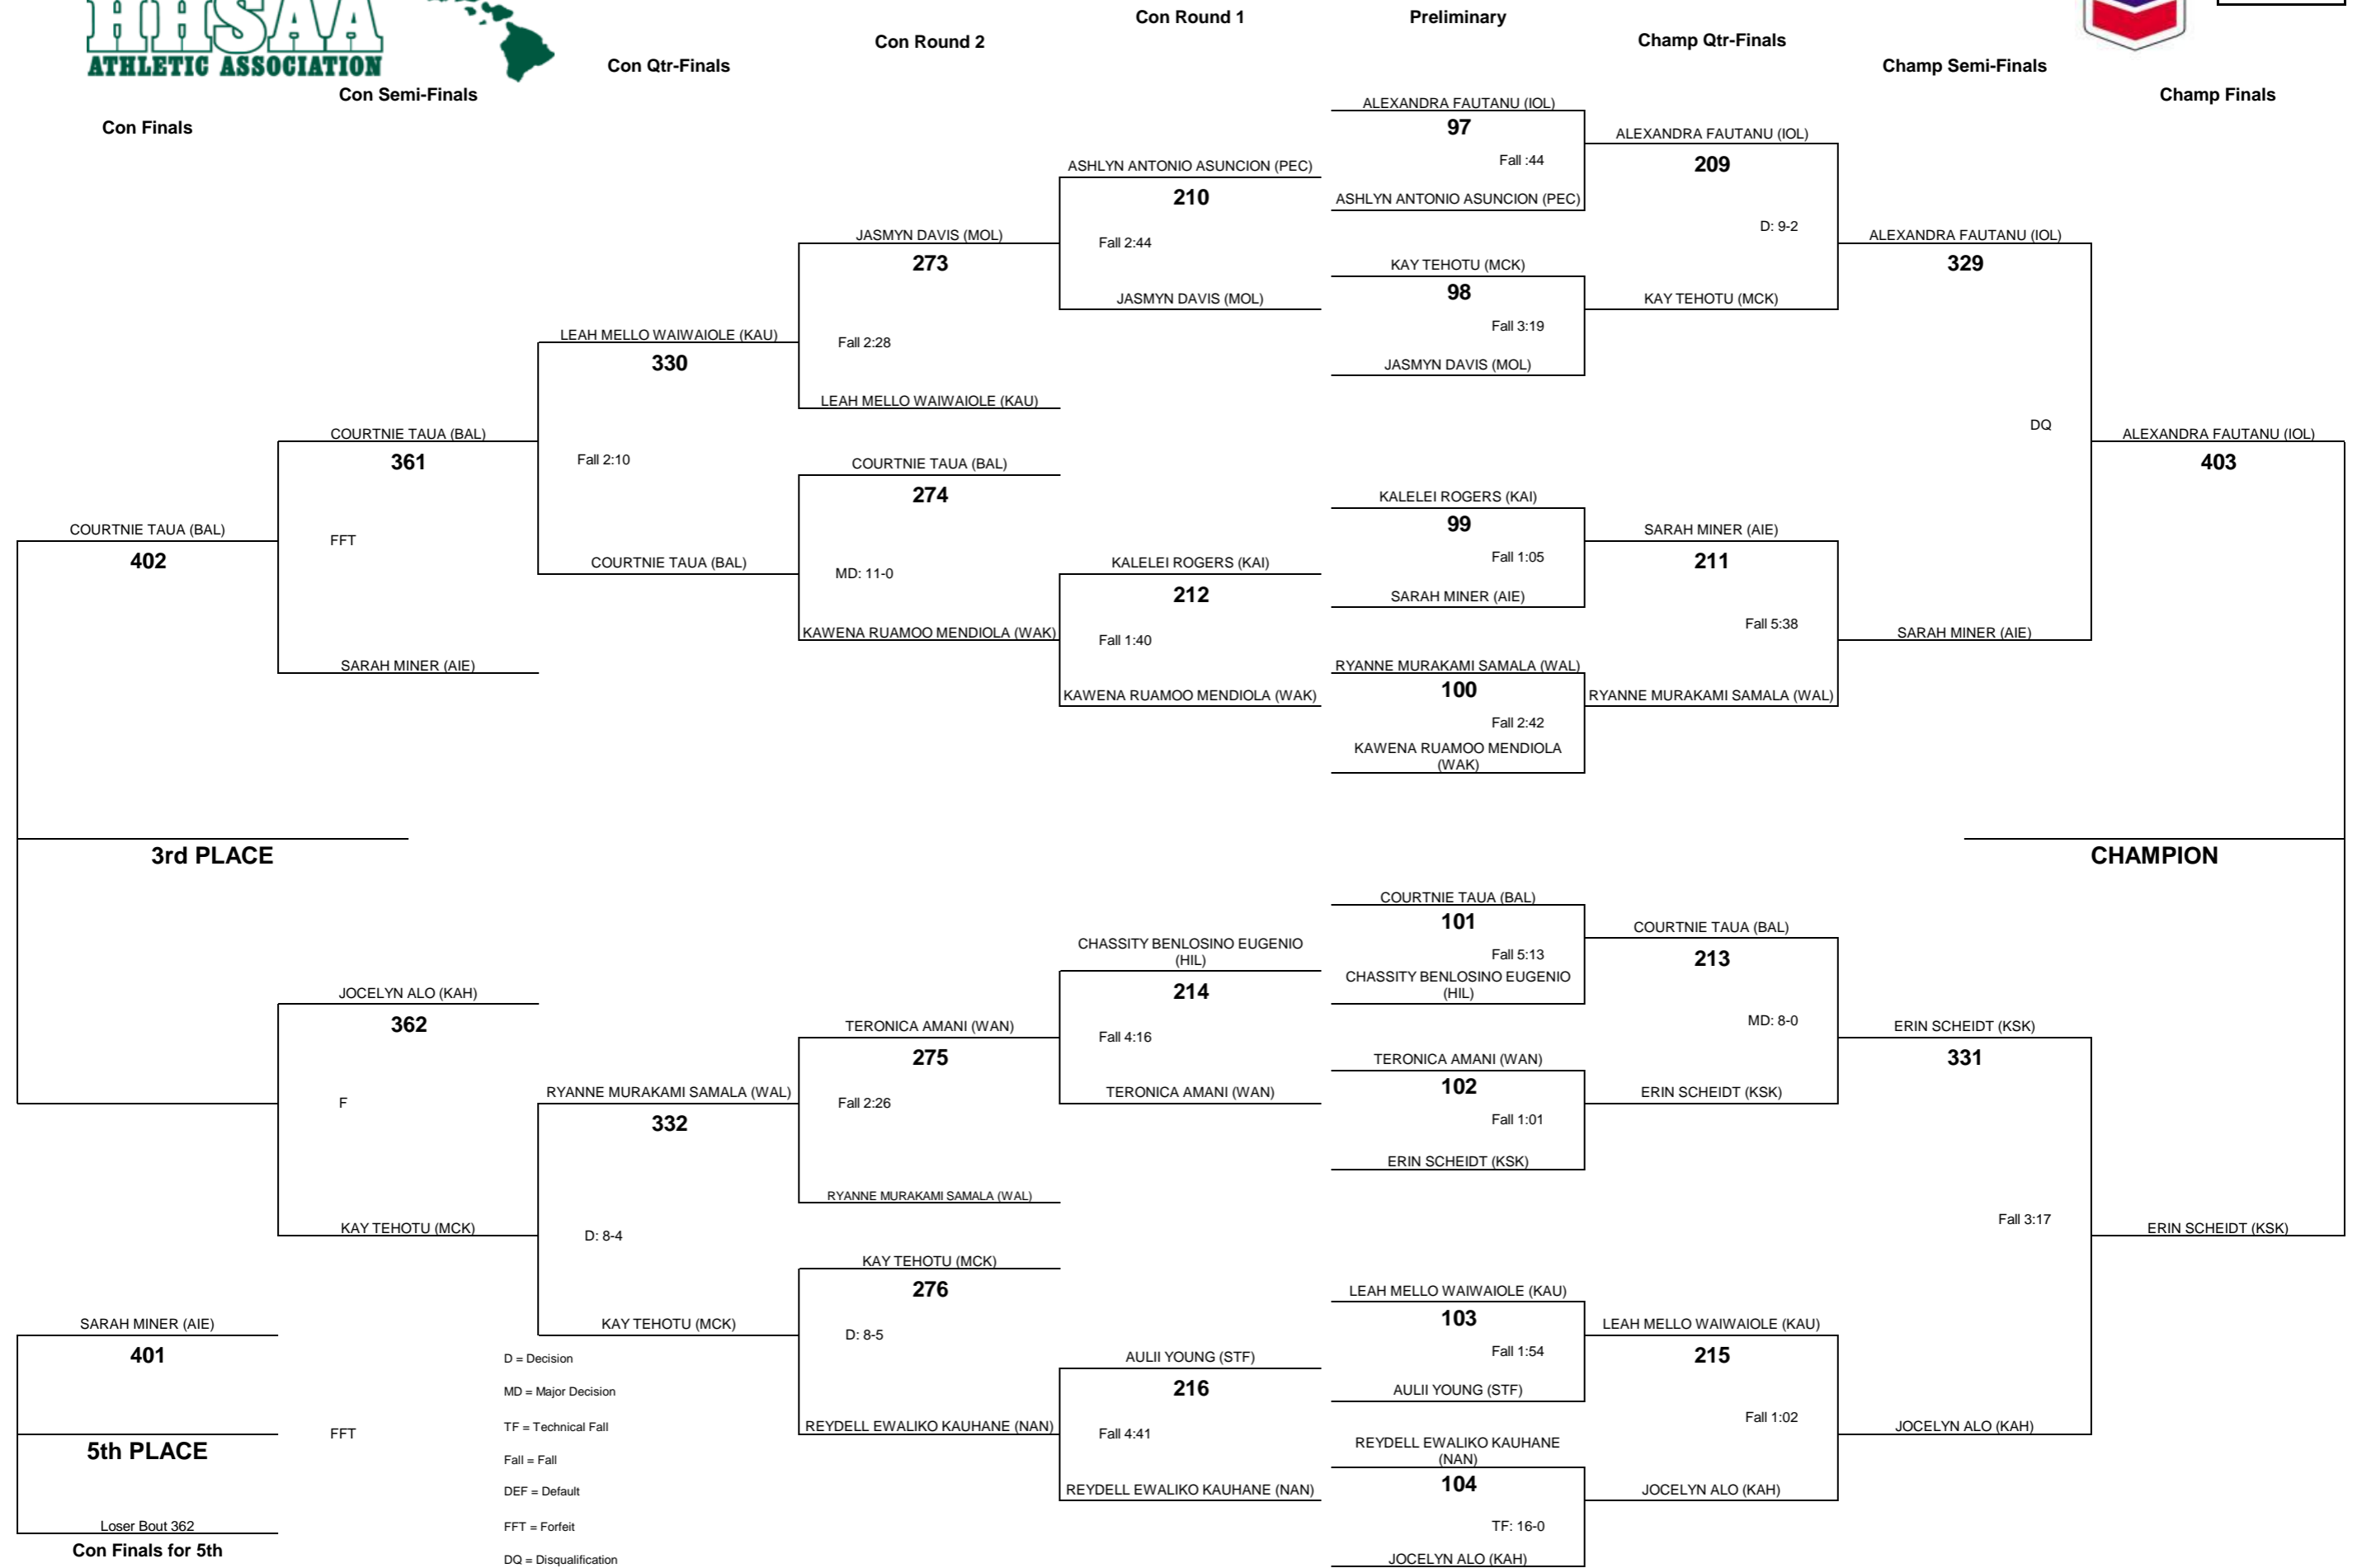 HHSAA
ATHLETIC ASSOCIATION
Con Finals
Con Semi-Finals
Con Qtr-Finals
Con Round 2
Con Round 1
Preliminary
Champ Qtr-Finals
Champ Semi-Finals
Champ Finals
ALEXANDRA FAUTANU (IOL)
97
Fall :44
ASHLYN ANTONIO ASUNCION (PEC)
KAY TEHOTU (MCK)
98
Fall 3:19
JASMYN DAVIS (MOL)
KALELEI ROGERS (KAI)
99
Fall 1:05
SARAH MINER (AIE)
RYANNE MURAKAMI SAMALA (WAL)
100
Fall 2:42
KAWENA RUAMOO MENDIOLA
(WAK)
COURTNIE TAUA (BAL)
101
Fall 5:13
CHASSITY BENLOSINO EUGENIO
(HIL)
TERONICA AMANI (WAN)
102
Fall 1:01
ERIN SCHEIDT (KSK)
LEAH MELLO WAIWAIOLE (KAU)
103
Fall 1:54
AULII YOUNG (STF)
REYDELL EWALIKO KAUHANE
(NAN)
104
TF: 16-0
JOCELYN ALO (KAH)
ALEXANDRA FAUTANU (IOL)
209
D: 9-2
KAY TEHOTU (MCK)
SARAH MINER (AIE)
211
Fall 5:38
RYANNE MURAKAMI SAMALA (WAL)
COURTNIE TAUA (BAL)
213
MD: 8-0
ERIN SCHEIDT (KSK)
LEAH MELLO WAIWAIOLE (KAU)
215
Fall 1:02
JOCELYN ALO (KAH)
ALEXANDRA FAUTANU (IOL)
329
DQ
SARAH MINER (AIE)
ERIN SCHEIDT (KSK)
331
Fall 3:17
JOCELYN ALO (KAH)
ALEXANDRA FAUTANU (IOL)
403
CHAMPION
ERIN SCHEIDT (KSK)
ASHLYN ANTONIO ASUNCION (PEC)
210
Fall 2:44
JASMYN DAVIS (MOL)
KALELEI ROGERS (KAI)
212
Fall 1:40
KAWENA RUAMOO MENDIOLA (WAK)
CHASSITY BENLOSINO EUGENIO
(HIL)
214
Fall 4:16
TERONICA AMANI (WAN)
AULII YOUNG (STF)
216
Fall 4:41
REYDELL EWALIKO KAUHANE (NAN)
JASMYN DAVIS (MOL)
273
Fall 2:28
LEAH MELLO WAIWAIOLE (KAU)
COURTNIE TAUA (BAL)
274
MD: 11-0
KAWENA RUAMOO MENDIOLA (WAK)
TERONICA AMANI (WAN)
275
Fall 2:26
RYANNE MURAKAMI SAMALA (WAL)
KAY TEHOTU (MCK)
276
D: 8-5
REYDELL EWALIKO KAUHANE (NAN)
LEAH MELLO WAIWAIOLE (KAU)
330
Fall 2:10
COURTNIE TAUA (BAL)
RYANNE MURAKAMI SAMALA (WAL)
332
D: 8-4
KAY TEHOTU (MCK)
COURTNIE TAUA (BAL)
361
FFT
SARAH MINER (AIE)
JOCELYN ALO (KAH)
362
F
KAY TEHOTU (MCK)
COURTNIE TAUA (BAL)
402
3rd PLACE
SARAH MINER (AIE)
401
5th PLACE
FFT
Loser Bout 362
Con Finals for 5th
D = Decision
MD = Major Decision
TF = Technical Fall
Fall = Fall
DEF = Default
FFT = Forfeit
DQ = Disqualification